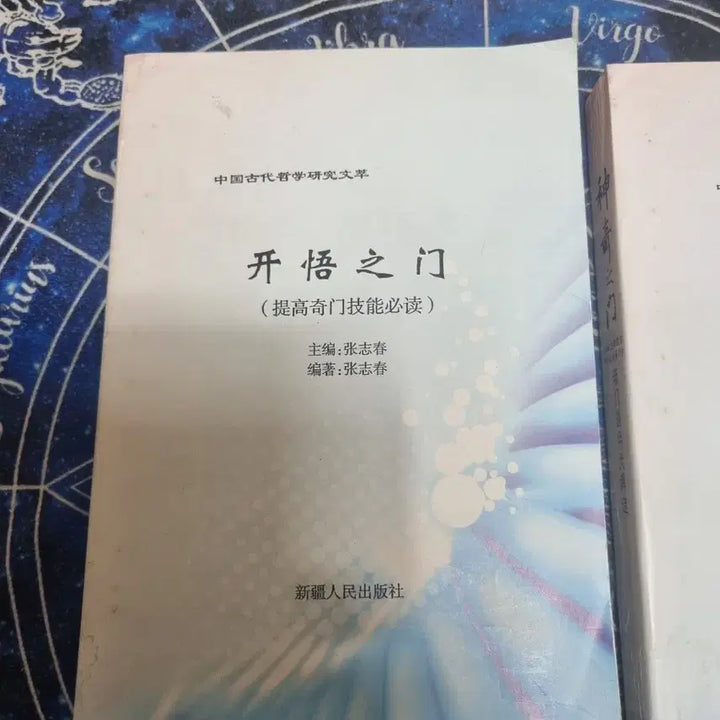 Libra
Virgo
中国古代哲学研究文萃
开悟之门
（提高奇门技能必读）
主编:张志春
编著:张志春
新疆人民出版社
神奇之门